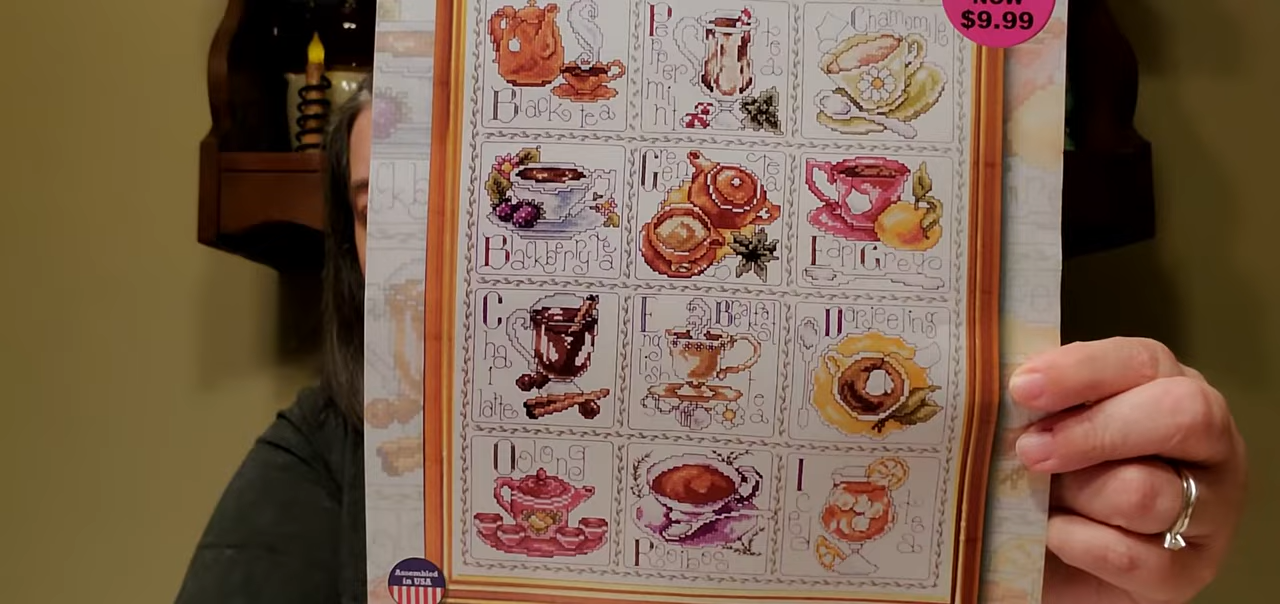 NOW
$9.99
Black tea
Peppermint tea
Chamomile
Blackberry tea
Green tea
Earl Grey
Chai
latte
English Breakfast tea
Darjeeling
Oolong
Rooibos
Iced tea
Assembled
in USA